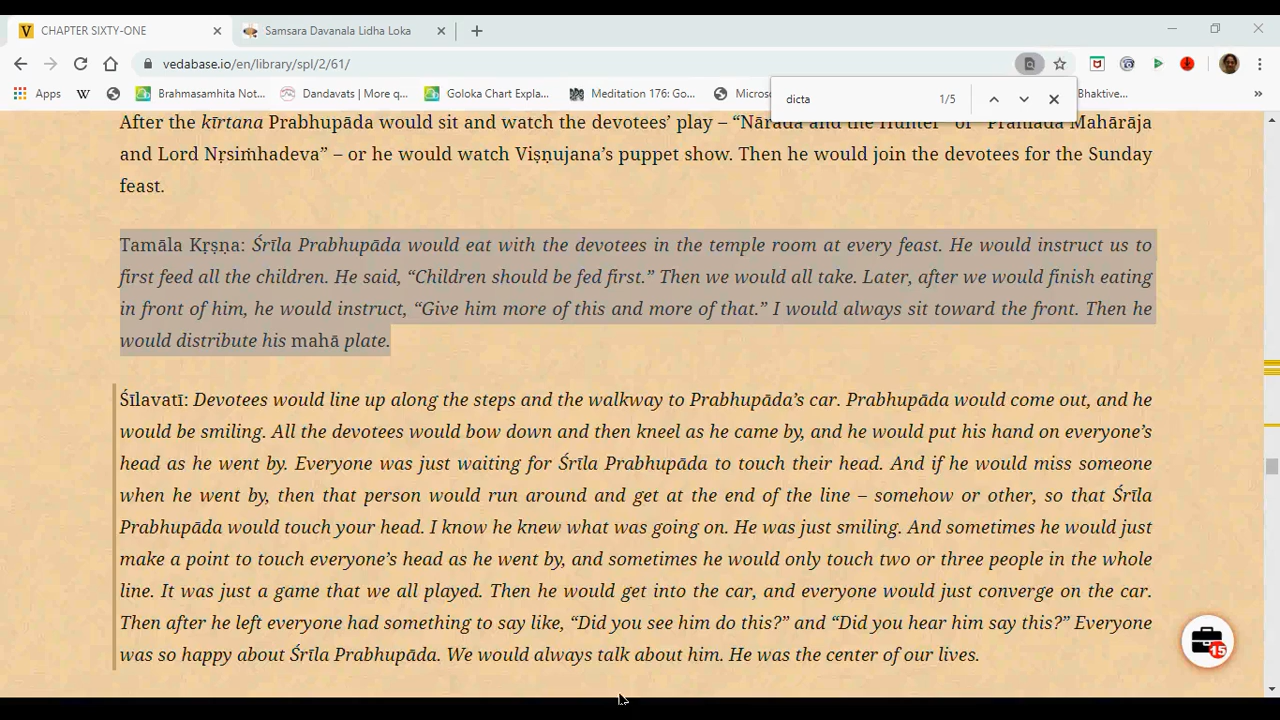 CHAPTER SIXTY-ONE
Samsara Davanala Lidha Loka
vedabase.io/en/library/spl/2/61/
Apps
Brahmasamhita Not...
Dandavats | More q...
Goloka Chart Expla...
Meditation 176: Go...
Micros
Bhaktive...
dicta 1/5
After the kīrtana Prabhupāda would sit and watch the devotees’ play – “Nārada and the Hunter” or “Prahlāda Mahārāja
and Lord Nṛsiṁhadeva” – or he would watch Viṣṇujana’s puppet show. Then he would join the devotees for the Sunday
feast.
Tamāla Kṛṣṇa: Śrīla Prabhupāda would eat with the devotees in the temple room at every feast. He would instruct us to
first feed all the children. He said, “Children should be fed first.” Then we would all take. Later, after we would finish eating
in front of him, he would instruct, “Give him more of this and more of that.” I would always sit toward the front. Then he
would distribute his mahā plate.
Śīlavatī: Devotees would line up along the steps and the walkway to Prabhupāda’s car. Prabhupāda would come out, and he
would be smiling. All the devotees would bow down and then kneel as he came by, and he would put his hand on everyone’s
head as he went by. Everyone was just waiting for Śrīla Prabhupāda to touch their head. And if he would miss someone
when he went by, then that person would run around and get at the end of the line – somehow or other, so that Śrīla
Prabhupāda would touch your head. I know he knew what was going on. He was just smiling. And sometimes he would just
make a point to touch everyone’s head as he went by, and sometimes he would only touch two or three people in the whole
line. It was just a game that we all played. Then he would get into the car, and everyone would just converge on the car.
Then after he left everyone had something to say like, “Did you see him do this?” and “Did you hear him say this?” Everyone
was so happy about Śrīla Prabhupāda. We would always talk about him. He was the center of our lives.
15